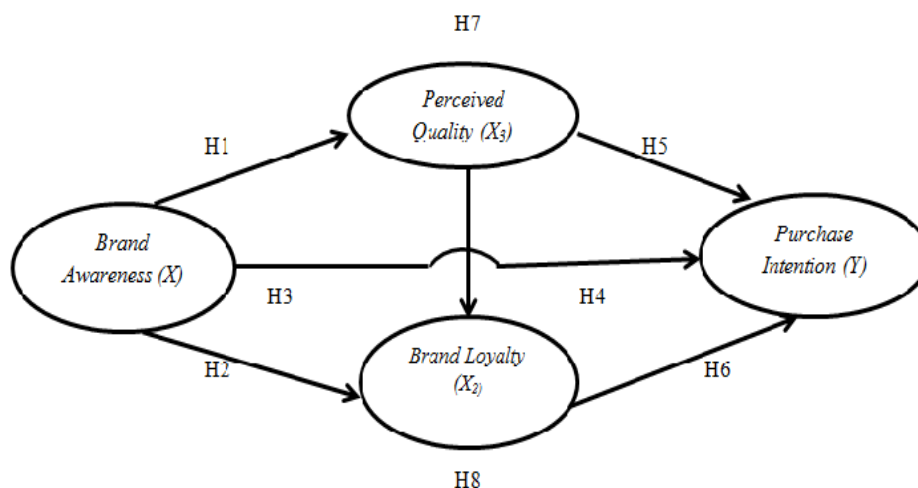 H7
Perceived
Quality (X3)
H1
H5
Brand
Awareness (X)
Purchase
Intention (Y)
H3
H4
H2
Brand Loyalty
(X2)
H6
H8